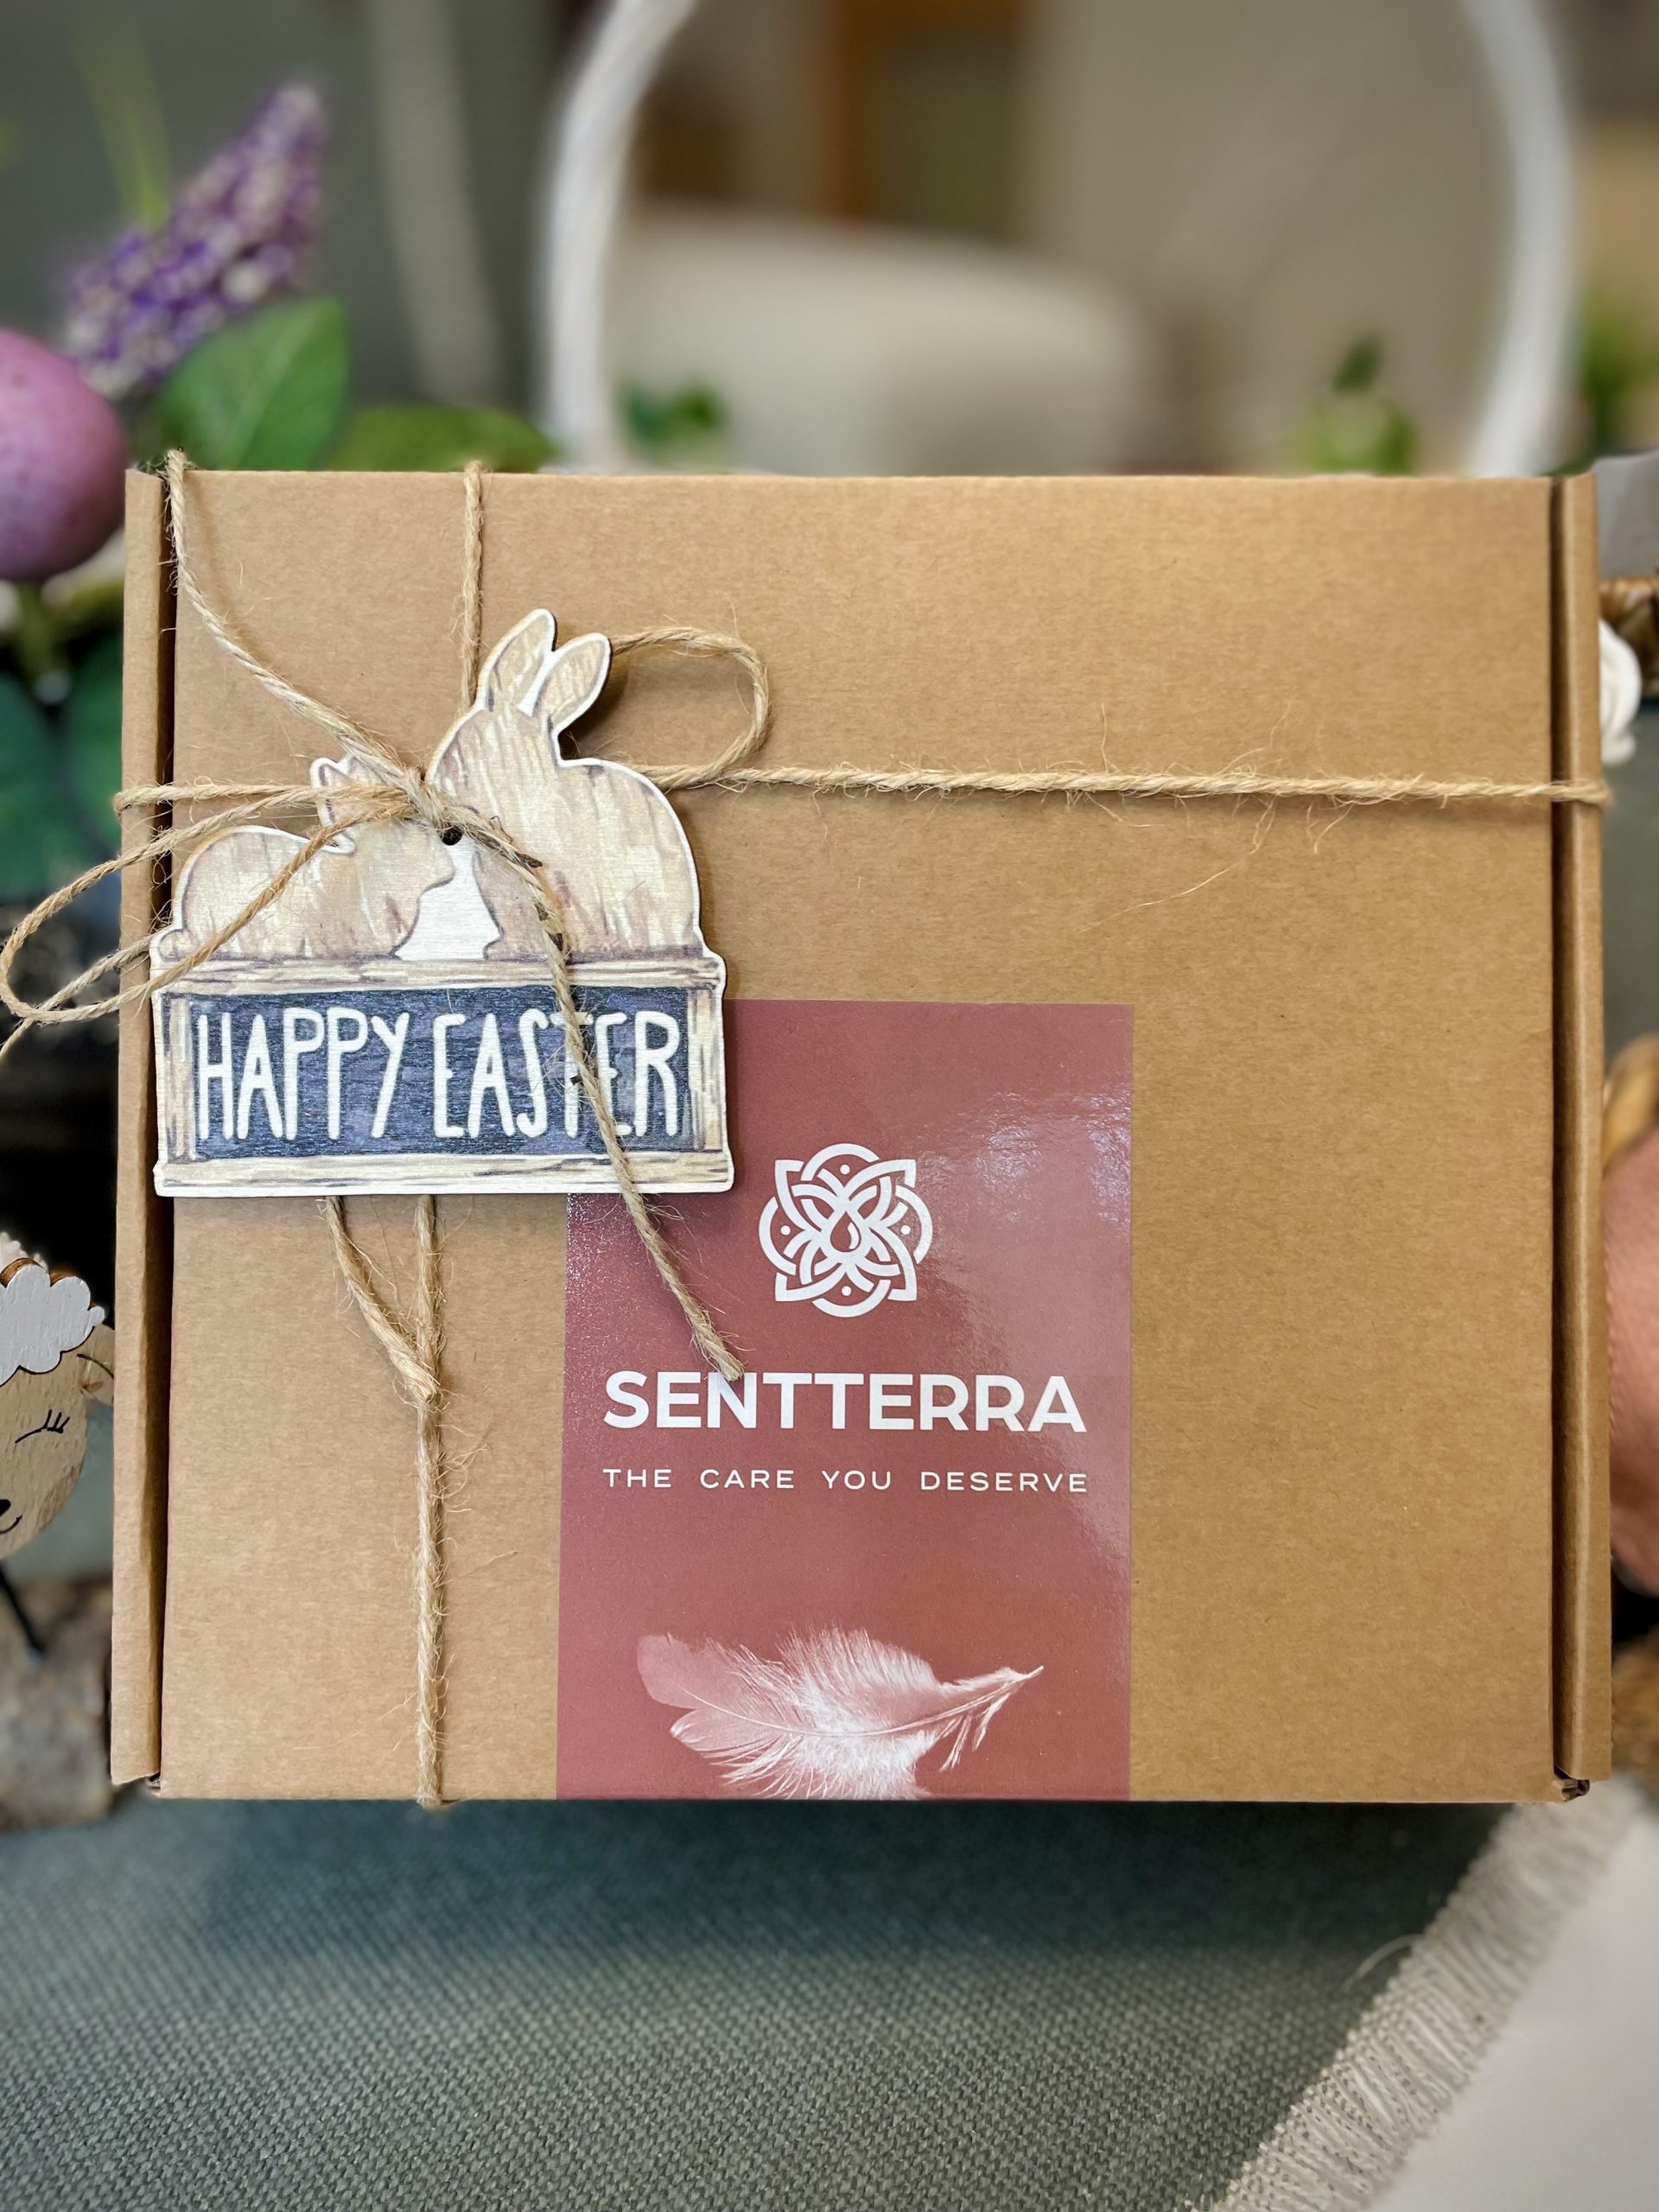 HAPPY EASTER
SENTTERRA
THE CARE YOU DESERVE